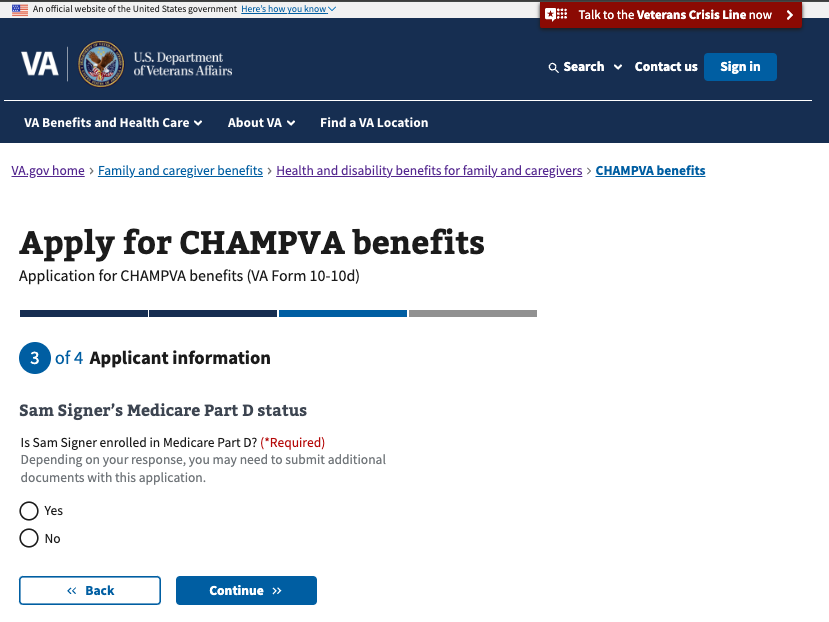 An official website of the United States government Here's how you know
Talk to the Veterans Crisis Line now
VA
U.S. Department
of Veterans Affairs
Search
Contact us
Sign in
VA Benefits and Health Care
About VA
Find a VA Location
VA.gov home › Family and caregiver benefits › Health and disability benefits for family and caregivers › CHAMPVA benefits
Apply for CHAMPVA benefits
Application for CHAMPVA benefits (VA Form 10-10d)
3 of 4 Applicant information
Sam Signer’s Medicare Part D status
Is Sam Signer enrolled in Medicare Part D? (*Required)
Depending on your response, you may need to submit additional
documents with this application.
Yes
No
« Back
Continue »